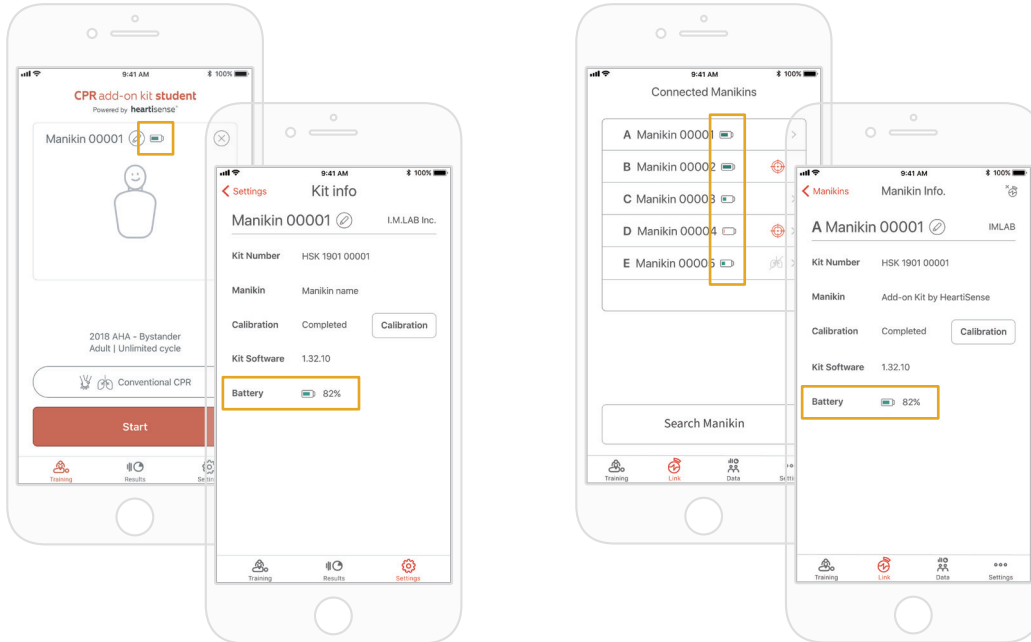 9:41 AM
100%
CPR add-on kit student
Powered by heartisense
Manikin 00001
2018 AHA - Bystander
Adult | Unlimited cycle
Conventional CPR
Start
Training
Results
9:41 AM
100%
Settings
Kit info
Manikin 00001
I.M.LAB Inc.
Kit Number
HSK 1901 00001
Manikin
Manikin name
Calibration
Completed
Calibration
Kit Software
1.32.10
Battery
82%
Training
Results
Settings
9:41 AM
100%
Connected Manikins
A Manikin 00001
B Manikin 00002
C Manikin 00003
D Manikin 00004
E Manikin 00005
Search Manikin
Training
Link
Data
9:41 AM
100%
Manikins
Manikin Info.
A Manikin 00001
IMLAB
Kit Number
HSK 1901 00001
Manikin
Add-on Kit by HeartiSense
Calibration
Completed
Calibration
Kit Software
1.32.10
Battery
82%
Training
Link
Data
Settings